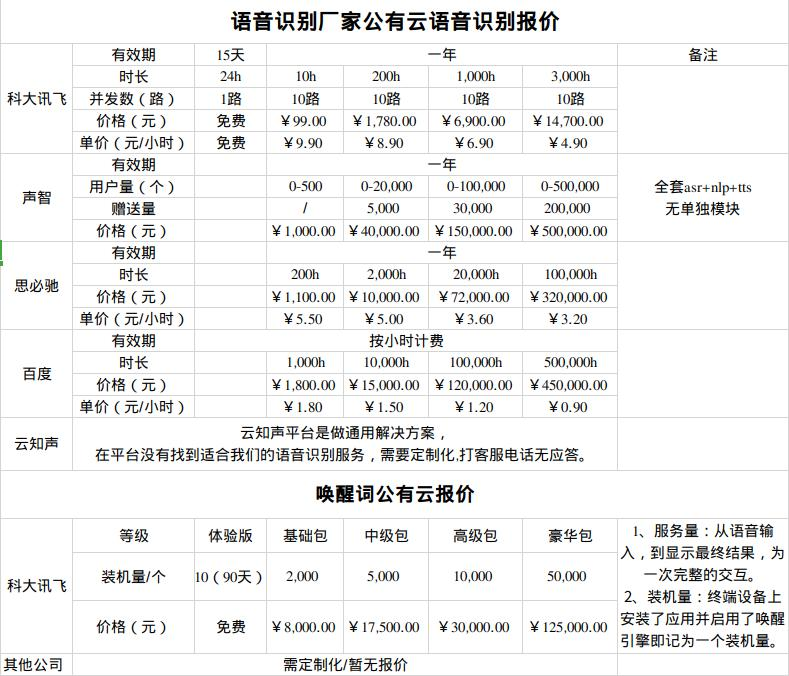 语音识别厂家公有云语音识别报价
科大讯飞
有效期 15天 一年 备注
时长 24h 10h 200h 1,000h 3,000h
并发数（路） 1路 10路 10路 10路 10路
价格（元） 免费 ￥99.00 ￥1,780.00 ￥6,900.00 ￥14,700.00
单价（元/小时） 免费 ￥9.90 ￥8.90 ￥6.90 ￥4.90
声智
有效期 一年
用户量（个） 0-500 0-20,000 0-100,000 0-500,000
赠送量 / 5,000 30,000 200,000
价格（元） ￥1,000.00 ￥40,000.00 ￥150,000.00 ￥500,000.00
全套asr+nlp+tts
无单独模块
思必驰
有效期 一年
时长 200h 2,000h 20,000h 100,000h
价格（元） ￥1,100.00 ￥10,000.00 ￥72,000.00 ￥320,000.00
单价（元/小时） ￥5.50 ￥5.00 ￥3.60 ￥3.20
百度
有效期 按小时计费
时长 1,000h 10,000h 100,000h 500,000h
价格（元） ￥1,800.00 ￥15,000.00 ￥120,000.00 ￥450,000.00
单价（元/小时） ￥1.80 ￥1.50 ￥1.20 ￥0.90
云知声
云知声平台是做通用解决方案，
在平台没有找到适合我们的语音识别服务，需要定制化,打客服电话无应答。
唤醒词公有云报价
科大讯飞
等级 体验版 基础包 中级包 高级包 豪华包
装机量/个 10（90天） 2,000 5,000 10,000 50,000
价格（元） 免费 ￥8,000.00 ￥17,500.00 ￥30,000.00 ￥125,000.00
1、服务量：从语音输
入，到显示最终结果，为
一次完整的交互。
2、装机量：终端设备上
安装了应用并启用了唤醒
引擎即记为一个装机量。
其他公司 需定制化/暂无报价